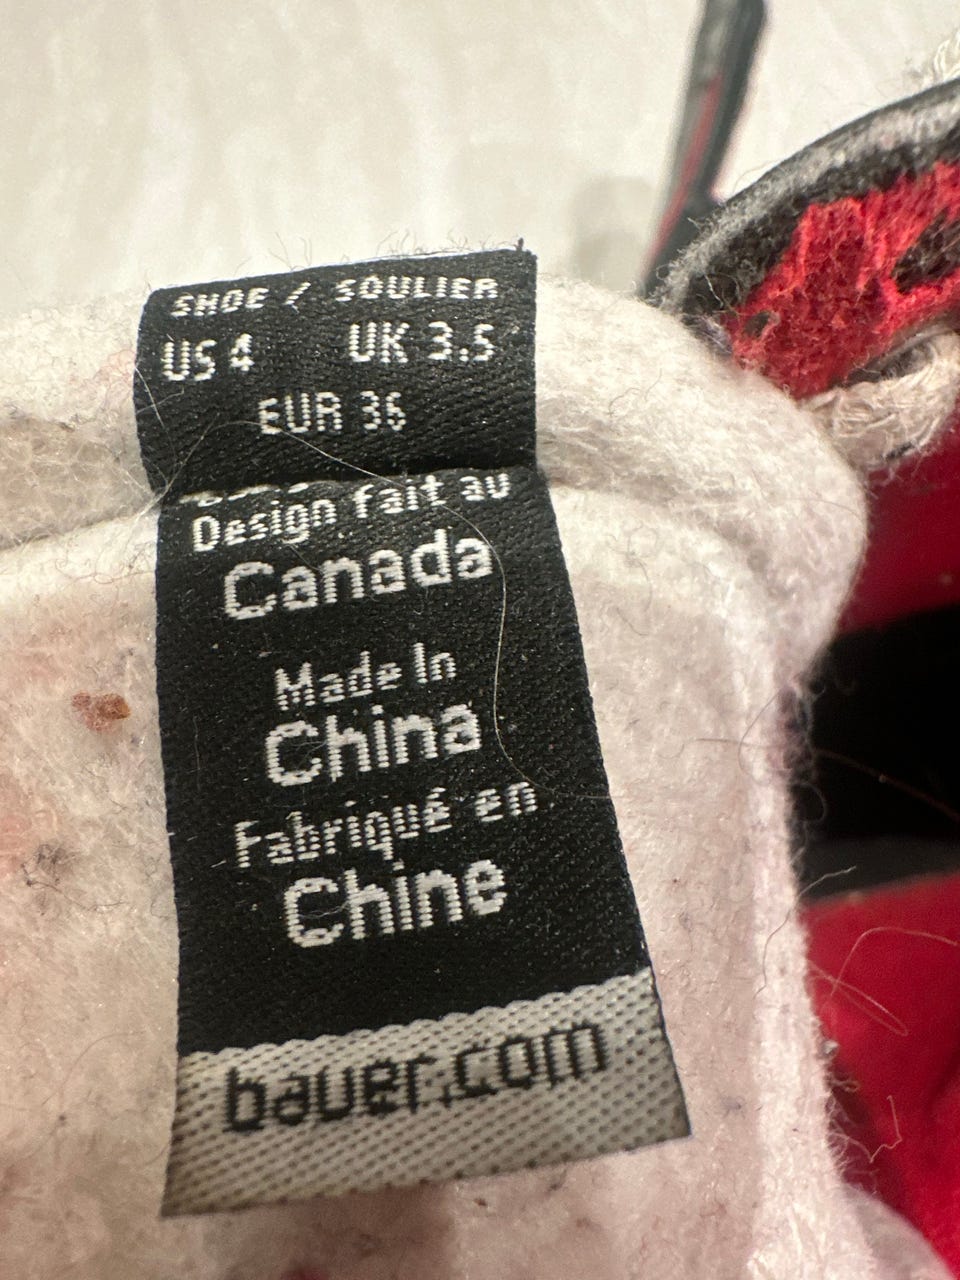 SHOE / SOULIER
US 4 UK 3.5
EUR 36
Design fait au
Canada
Made In
China
Fabriqué en
Chine
bauer.com